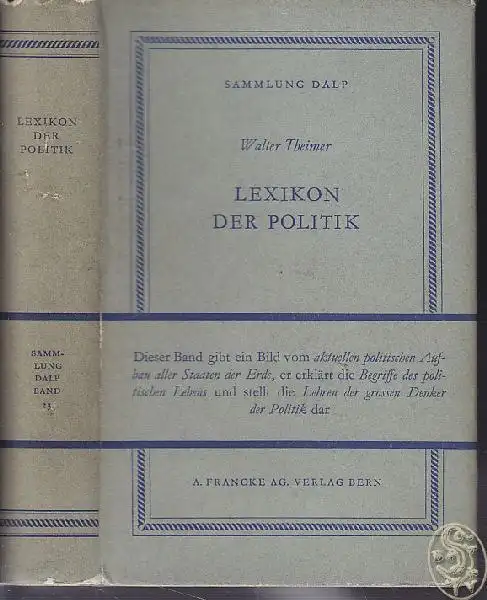 LEXIKON
DER
POLITIK
SAMM-
LUNG
DALP
BAND
SAMMLUNG DALP
Walter Theimer
LEXIKON
DER POLITIK
Dieser Band gibt ein Bild vom aktuellen politischen Auf-
bau aller Staaten der Erde, er erklärt die Begriffe des poli-
tischen Lebens und stellt die Lehren der grossen Denker
der Politik dar
A. FRANCKE AG. VERLAG BERN